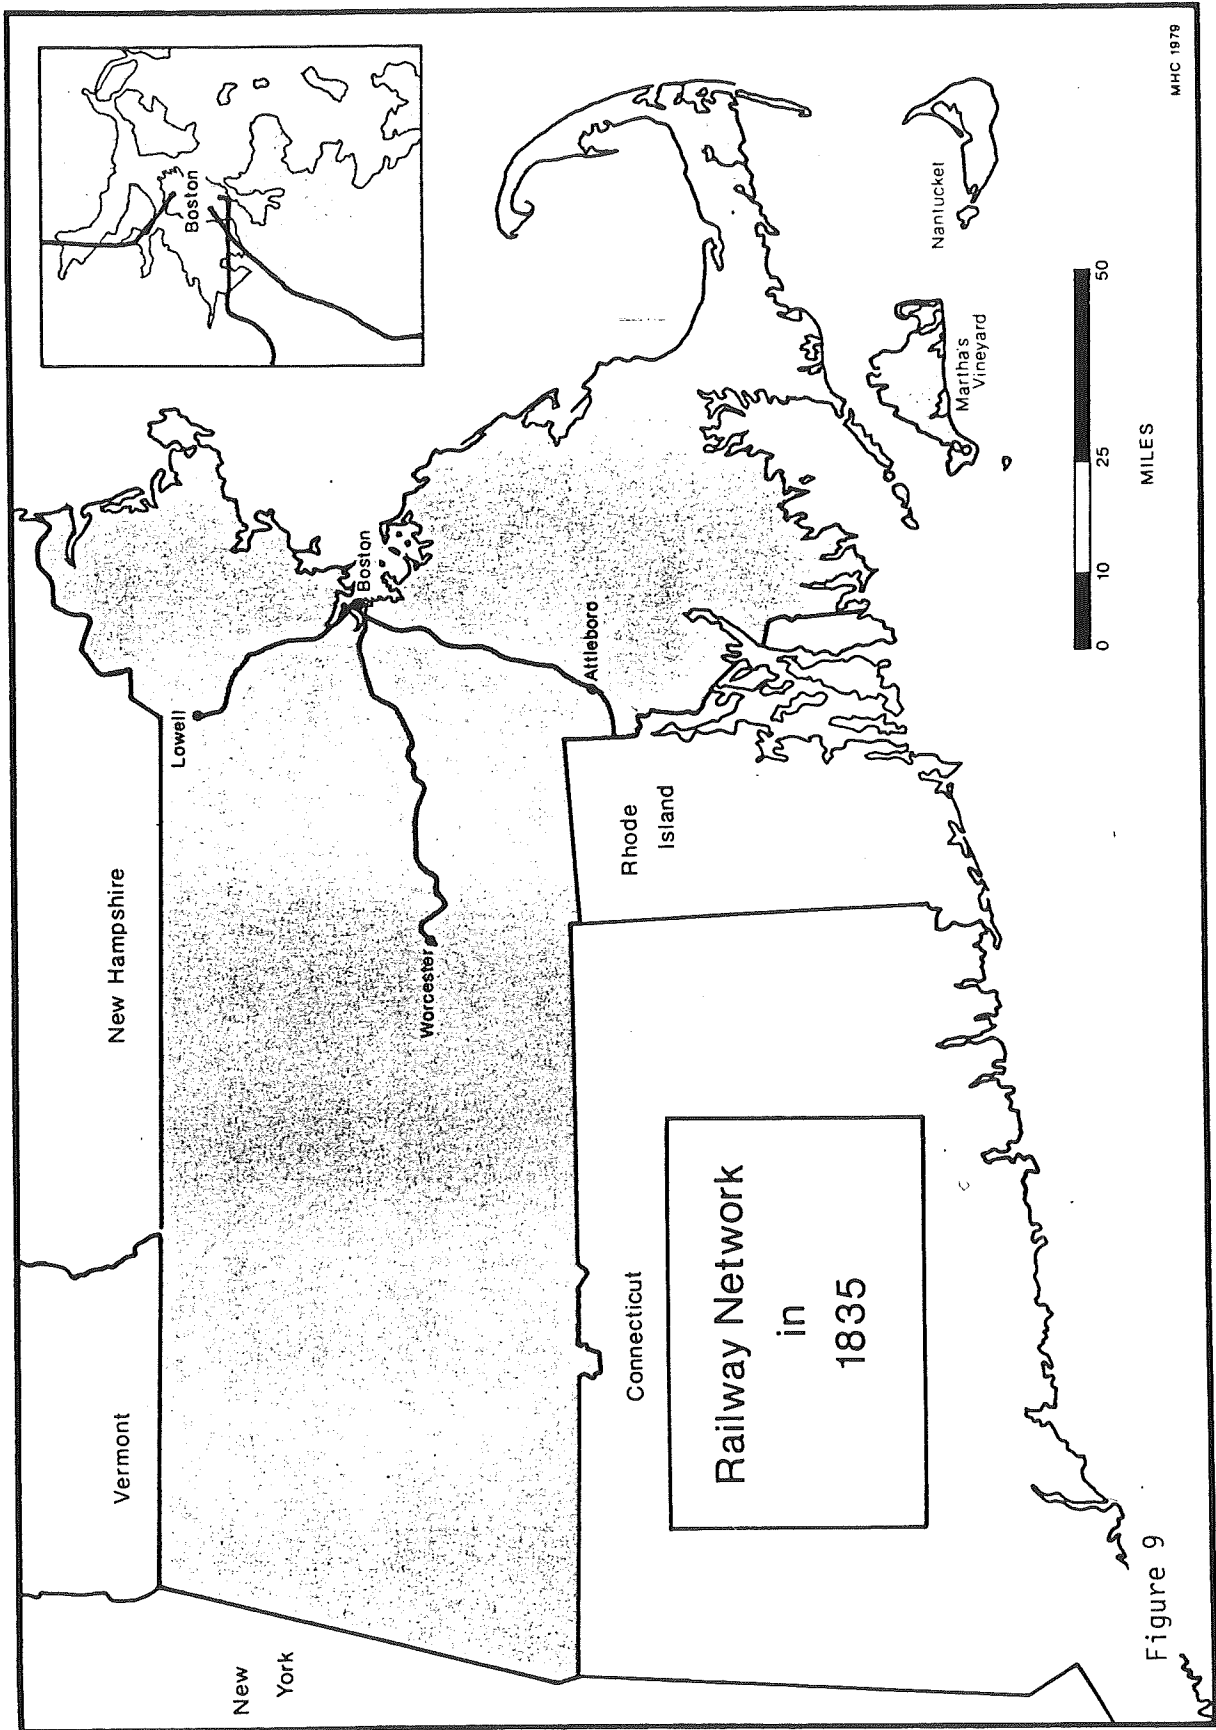 New Hampshire
Vermont
New
York
Lowell
Boston
Worcester
Attleboro
Boston
Rhode
Island
Connecticut
Railway Network
in
1835
Nantucket
Martha's
Vineyard
0 10 25 50
MILES
Figure 9
MHC 1979